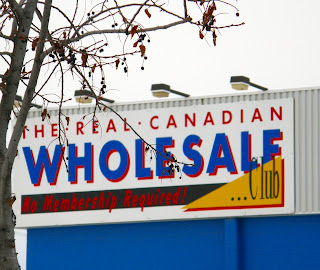 THE · REAL · CANADIAN
WHOLESALE
...Club
No Membership Required!